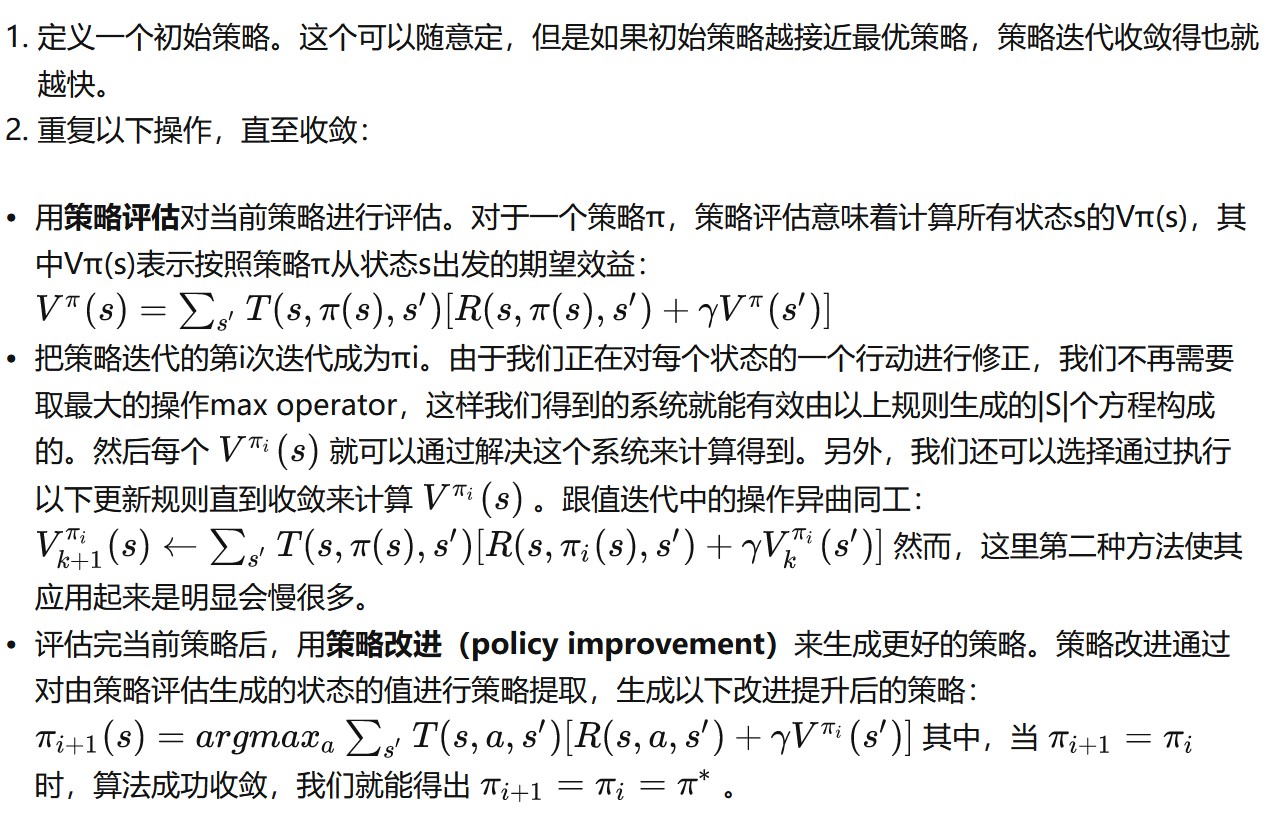 1. 定义一个初始策略。这个可以随意定，但是如果初始策略越接近最优策略，策略迭代收敛得也就
越快。
2. 重复以下操作，直至收敛：
• 用策略评估对当前策略进行评估。对于一个策略π，策略评估意味着计算所有状态s的Vπ(s)，其
中Vπ(s)表示按照策略π从状态s出发的期望效益：
$V^{\pi}(s) = \sum_{s'} T(s, \pi(s), s')[R(s, \pi(s), s') + \gamma V^{\pi}(s')]$
• 把策略迭代的第i次迭代成为πi。由于我们正在对每个状态的一个行动进行修正，我们不再需要
取最大的操作max operator，这样我们得到的系统就能有效由以上规则生成的|S|个方程构成
的。然后每个 $V^{\pi_i}(s)$ 就可以通过解决这个系统来计算得到。另外，我们还可以选择通过执行
以下更新规则直到收敛来计算 $V^{\pi_i}(s)$ 。跟值迭代中的操作异曲同工：
$V_{k+1}^{\pi_i}(s) \leftarrow \sum_{s'} T(s, \pi(s), s')[R(s, \pi_i(s), s') + \gamma V_k^{\pi_i}(s')]$ 然而，这里第二种方法使其
应用起来是明显会慢很多。
• 评估完当前策略后，用策略改进（policy improvement）来生成更好的策略。策略改进通过
对由策略评估生成的状态的值进行策略提取，生成以下改进提升后的策略：
$\pi_{i+1}(s) = argmax_a \sum_{s'} T(s, a, s')[R(s, a, s') + \gamma V^{\pi_i}(s')]$ 其中，当 $\pi_{i+1} = \pi_i$
时，算法成功收敛，我们就能得出 $\pi_{i+1} = \pi_i = \pi^*$ 。